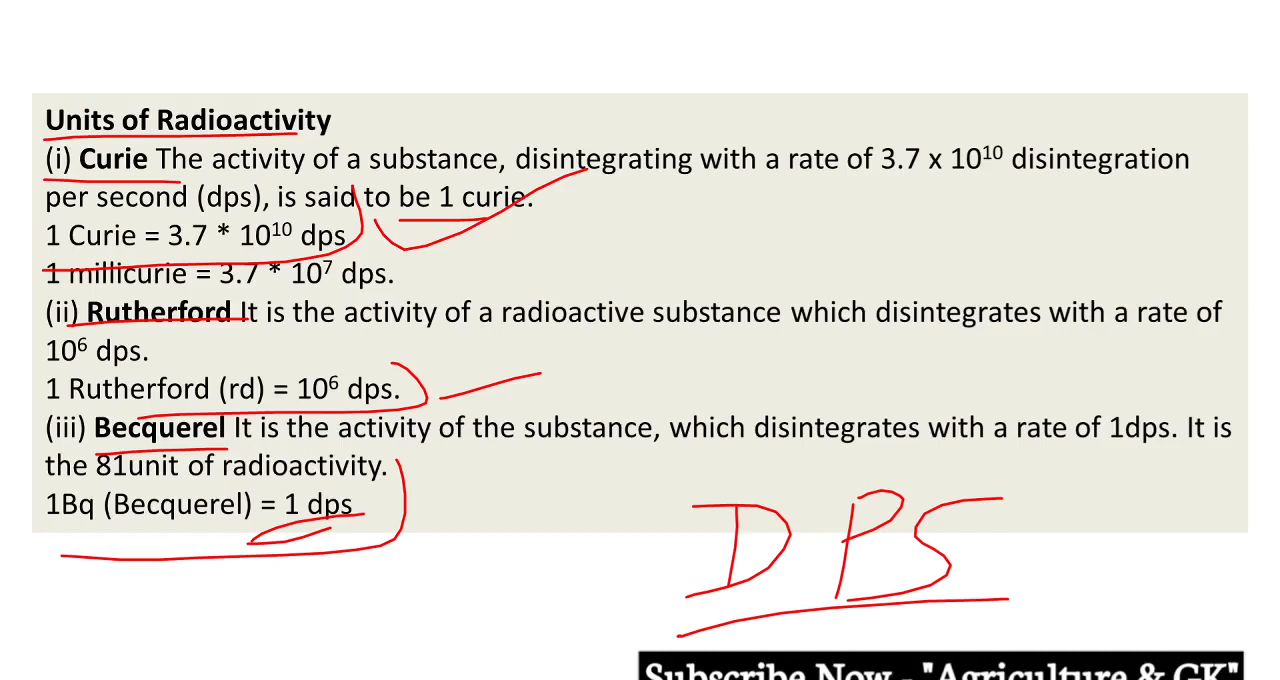 Units of Radioactivity
(i) Curie The activity of a substance, disintegrating with a rate of 3.7 x 10¹⁰ disintegration
per second (dps), is said to be 1 curie.
1 Curie = 3.7 * 10¹⁰ dps
1 millicurie = 3.7 * 10⁷ dps.
(ii) Rutherford It is the activity of a radioactive substance which disintegrates with a rate of
10⁶ dps.
1 Rutherford (rd) = 10⁶ dps.
(iii) Becquerel It is the activity of the substance, which disintegrates with a rate of 1dps. It is
the 81unit of radioactivity.
1Bq (Becquerel) = 1 dps
DPS
Subscribe Now - "Agriculture & GK"